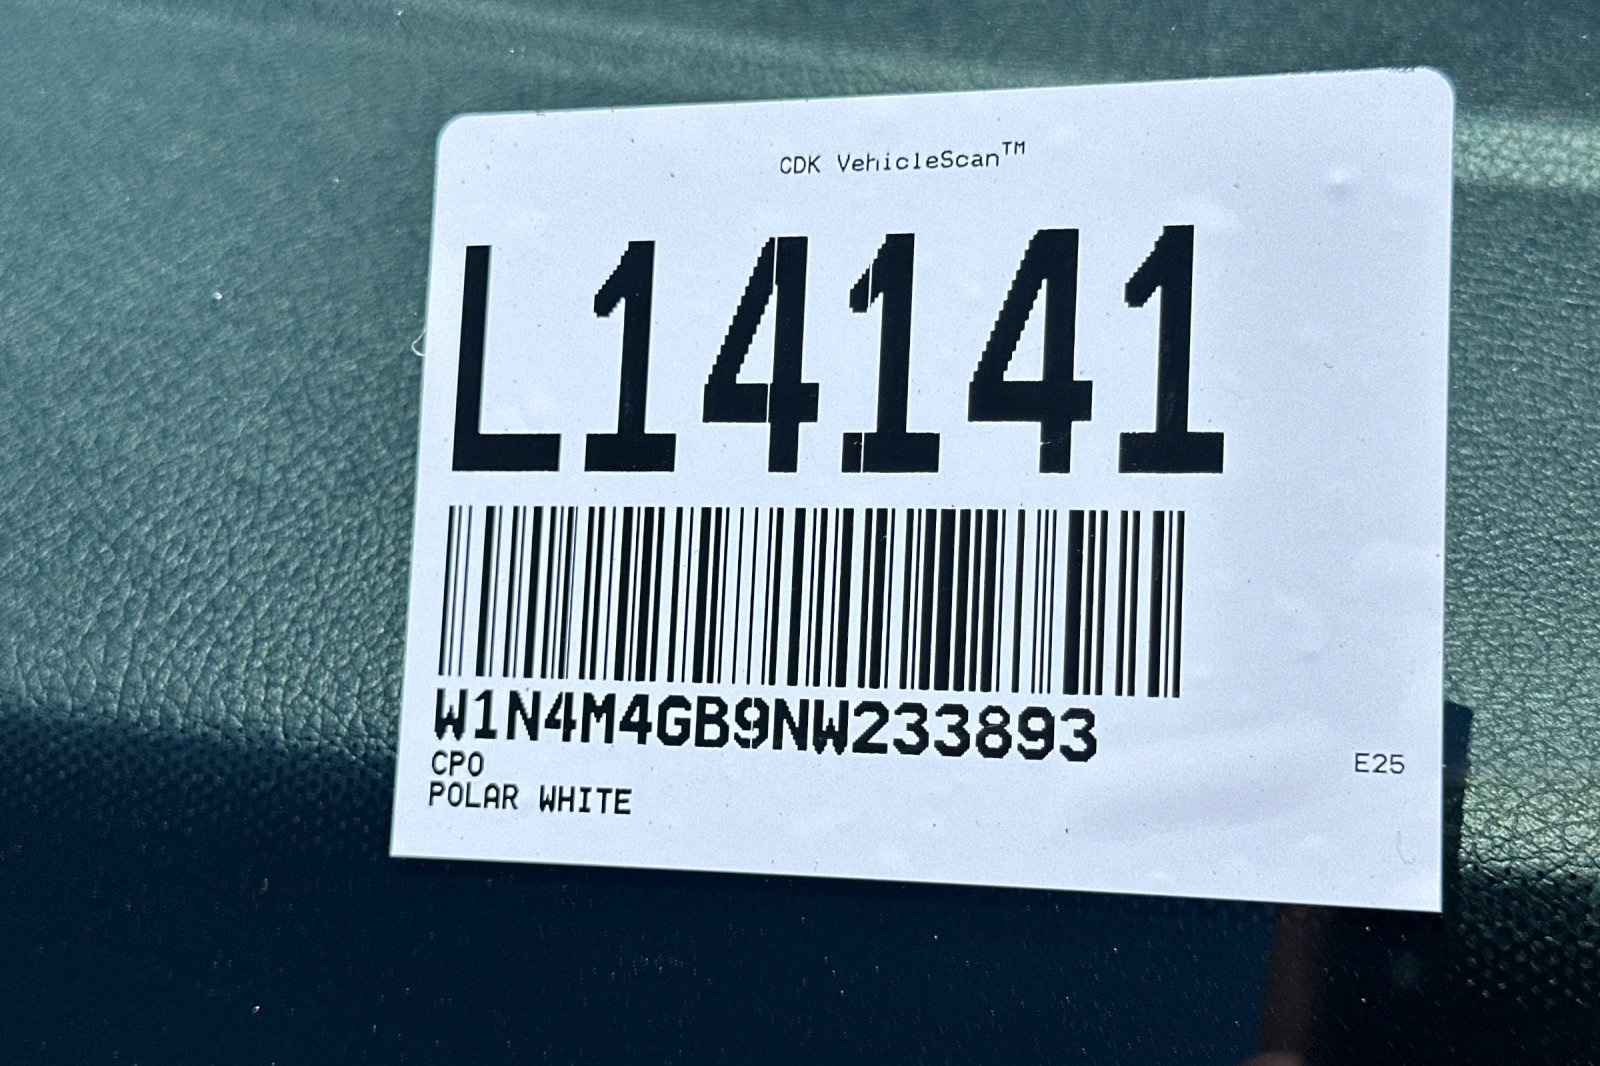 CDK VehicleScan™
L14141
W1N4M4GB9NW233893
CPO
E25
POLAR WHITE